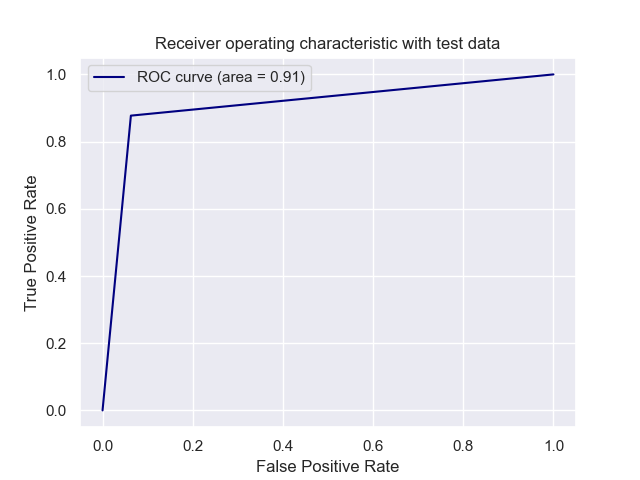 Receiver operating characteristic with test data
ROC curve (area = 0.91)
True Positive Rate
1.0
0.8
0.6
0.4
0.2
0.0
0.0 0.2 0.4 0.6 0.8 1.0
False Positive Rate